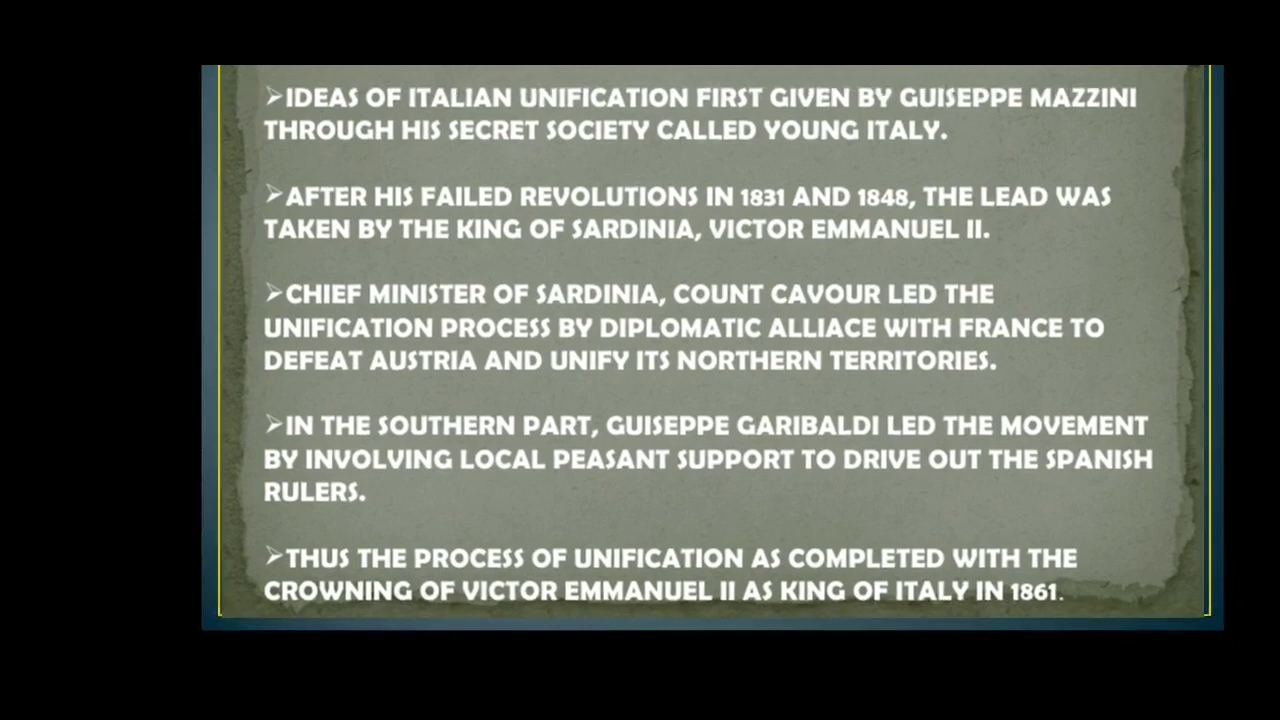 ➢IDEAS OF ITALIAN UNIFICATION FIRST GIVEN BY GUISEPPE MAZZINI
THROUGH HIS SECRET SOCIETY CALLED YOUNG ITALY.
➢AFTER HIS FAILED REVOLUTIONS IN 1831 AND 1848, THE LEAD WAS
TAKEN BY THE KING OF SARDINIA, VICTOR EMMANUEL II.
➢CHIEF MINISTER OF SARDINIA, COUNT CAVOUR LED THE
UNIFICATION PROCESS BY DIPLOMATIC ALLIACE WITH FRANCE TO
DEFEAT AUSTRIA AND UNIFY ITS NORTHERN TERRITORIES.
➢IN THE SOUTHERN PART, GUISEPPE GARIBALDI LED THE MOVEMENT
BY INVOLVING LOCAL PEASANT SUPPORT TO DRIVE OUT THE SPANISH
RULERS.
➢THUS THE PROCESS OF UNIFICATION AS COMPLETED WITH THE
CROWNING OF VICTOR EMMANUEL II AS KING OF ITALY IN 1861.